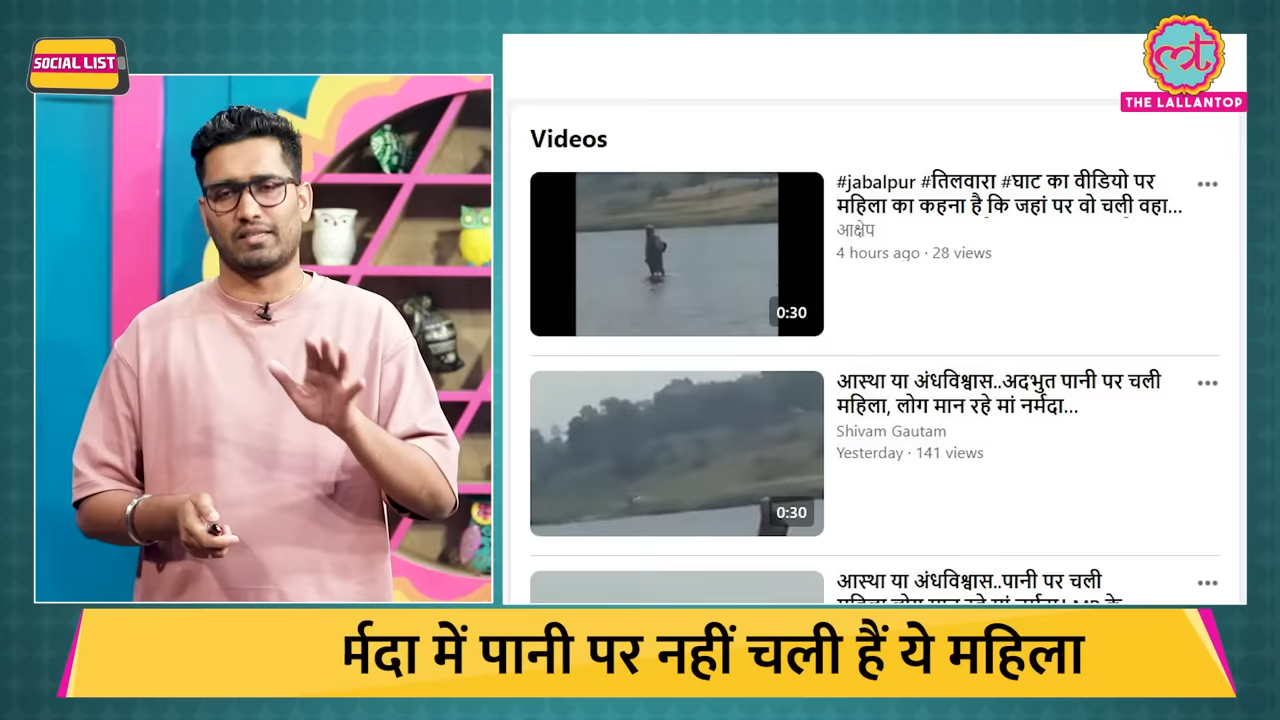 SOCIAL LIST
THE LALLANTOP
Videos
#jabalpur #तिलवारा #घाट का वीडियो पर
महिला का कहना है कि जहां पर वो चली वहा...
आक्षेप
4 hours ago · 28 views
0:30
आस्था या अंधविश्वास..अदभुत पानी पर चली
महिला, लोग मान रहे मां नर्मदा...
Shivam Gautam
Yesterday · 141 views
0:30
आस्था या अंधविश्वास..पानी पर चली
र्मदा में पानी पर नहीं चली हैं ये महिला